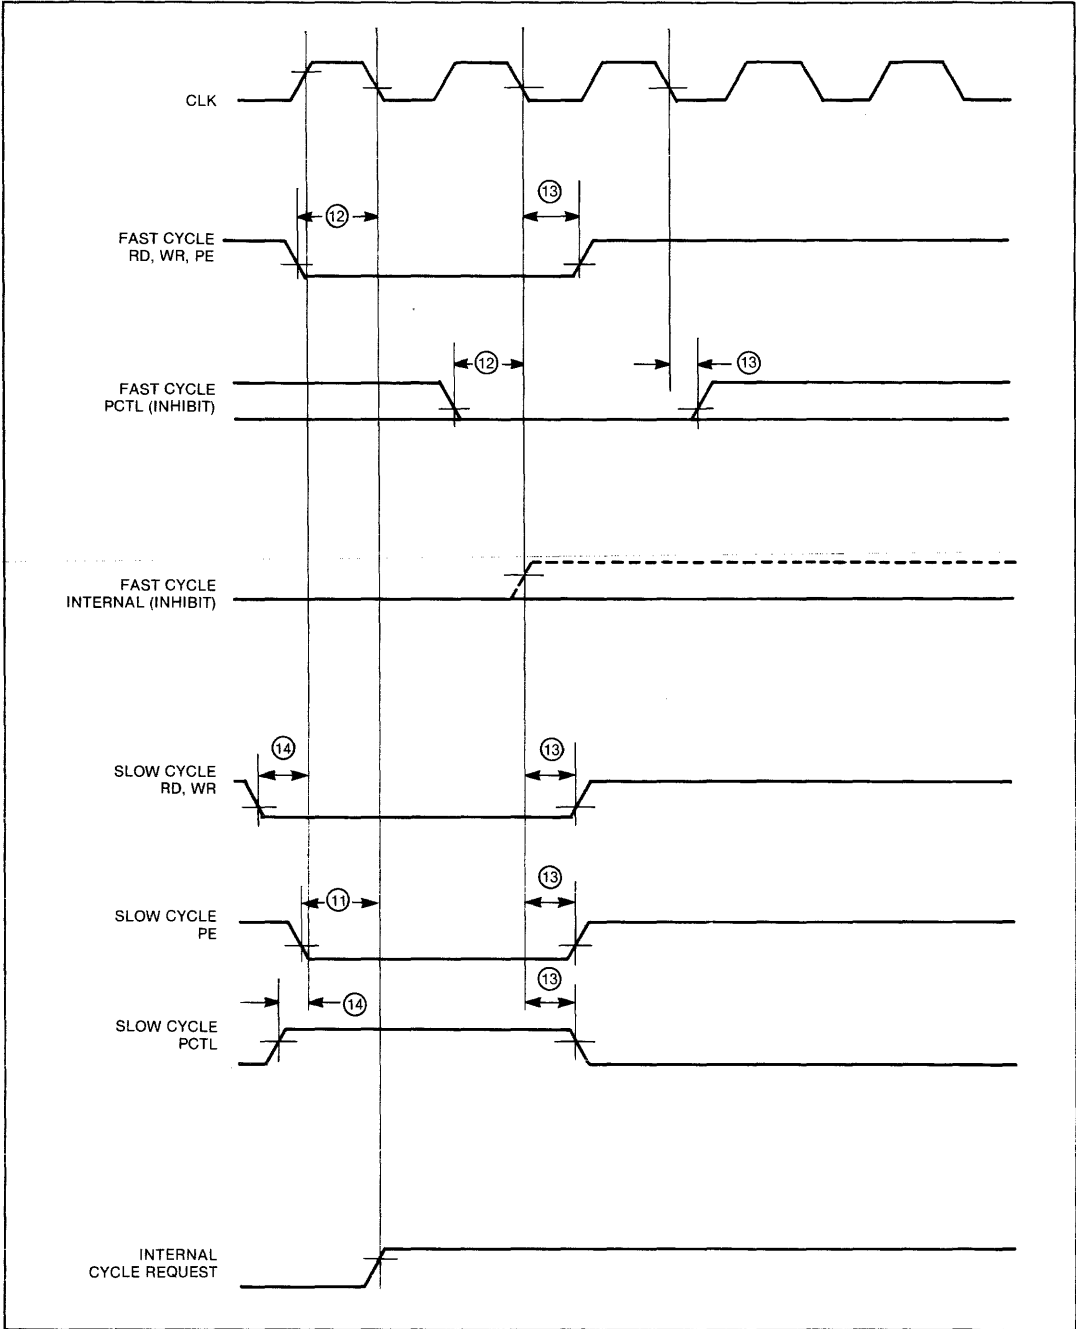 CLK
⑬
⑫
FAST CYCLE
RD, WR, PE
⑫
⑬
FAST CYCLE
PCTL (INHIBIT)
FAST CYCLE
INTERNAL (INHIBIT)
⑭
⑬
SLOW CYCLE
RD, WR
⑬
⑪
SLOW CYCLE
PE
⑬
⑭
SLOW CYCLE
PCTL
INTERNAL
CYCLE REQUEST